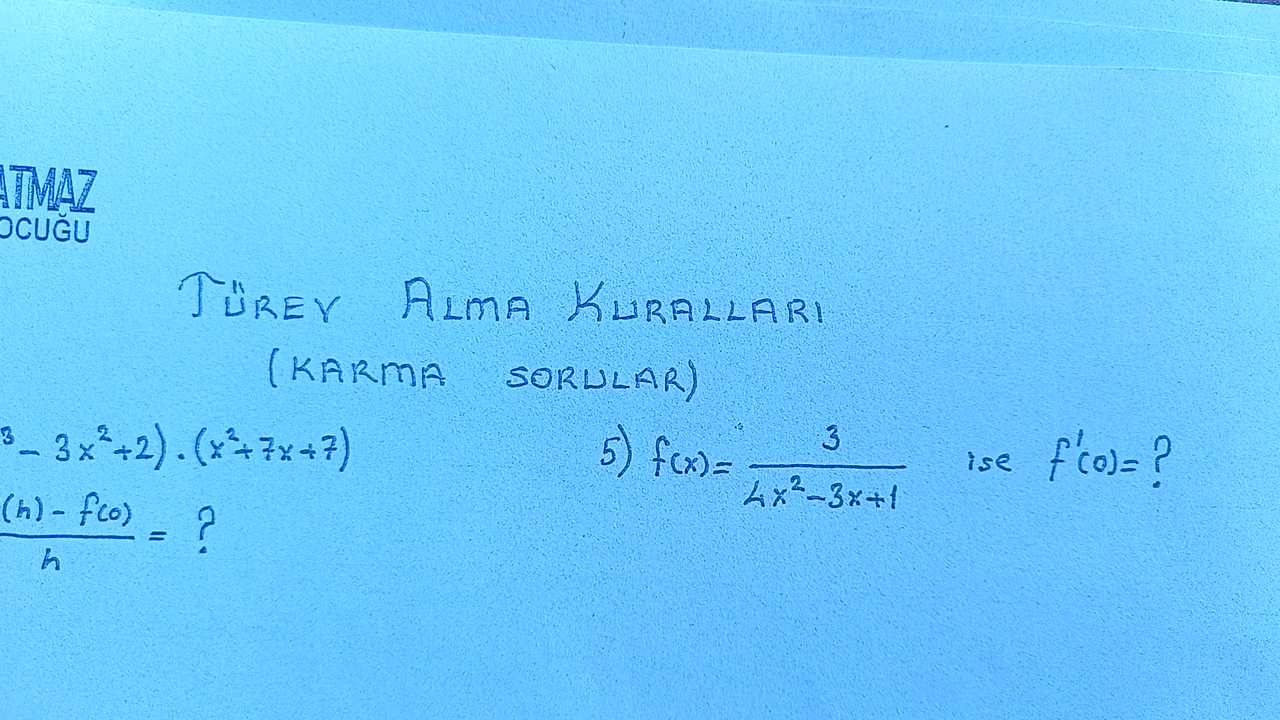 ATMAZ
OCUĞU
TÜREV ALMA KURALLARI
(KARMA SORULAR)
³ - 3x²+2).(x²+7x+7)
(h) - f(0)
h
= ?
5) f(x)= 3
4x²-3x+1
ise f'(0)= ?